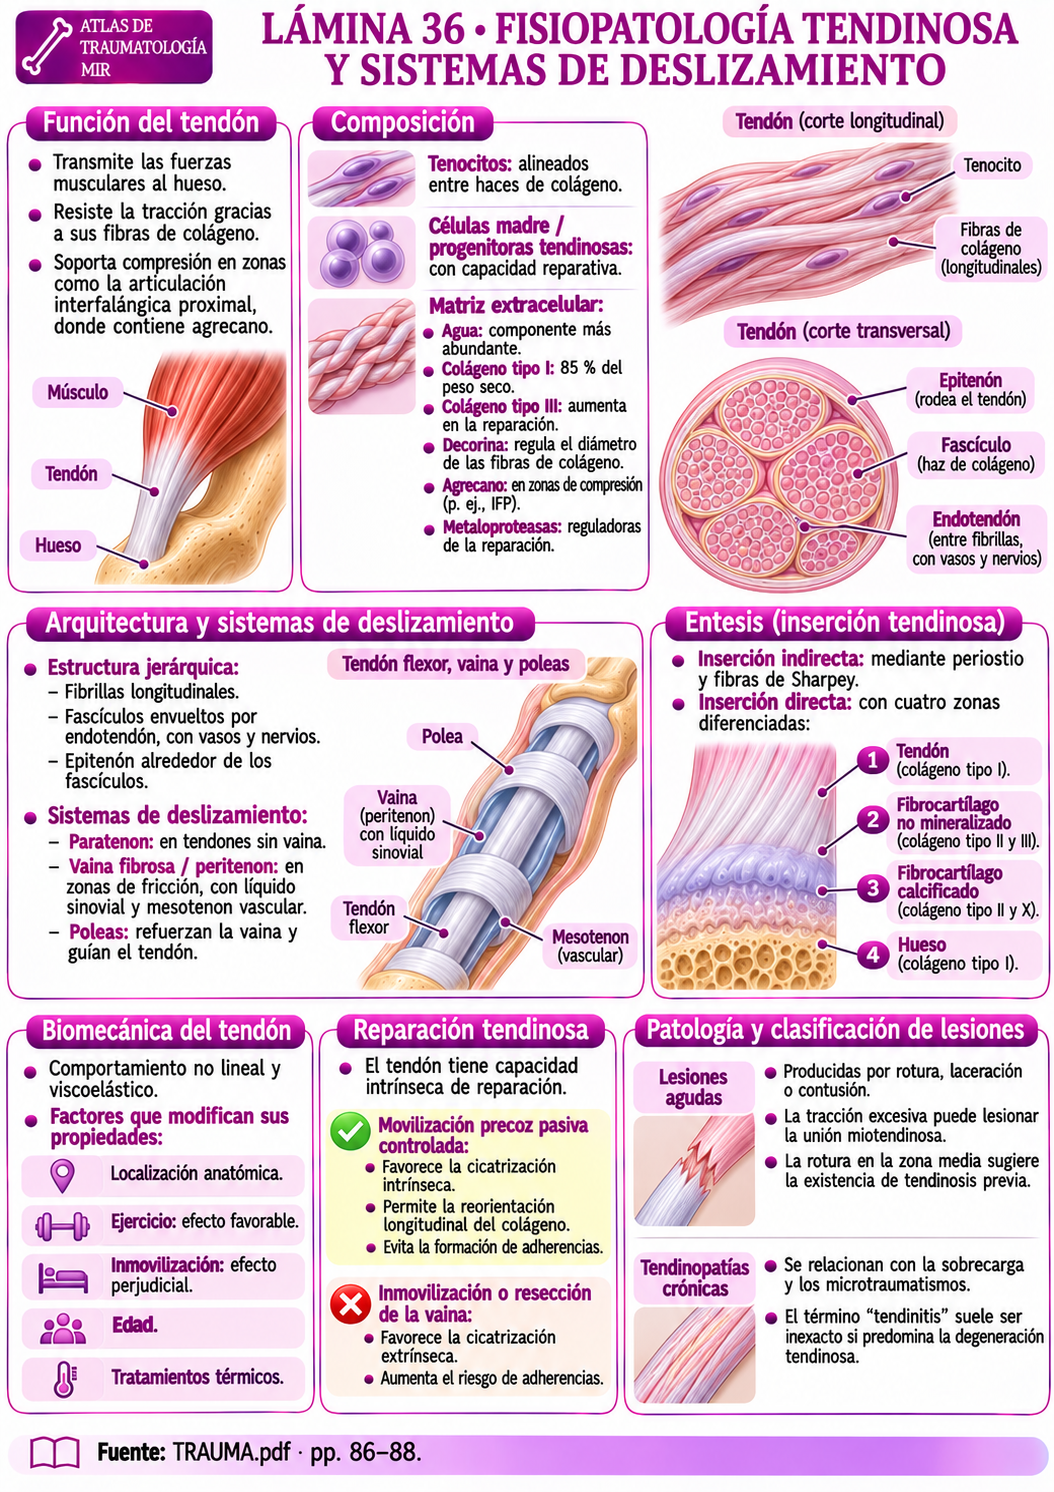 ATLAS DE
TRAUMATOLOGÍA
MIR
LÁMINA 36 • FISIOPATOLOGÍA TENDINOSA
Y SISTEMAS DE DESLIZAMIENTO
Función del tendón
Transmite las fuerzas
musculares al hueso.
Resiste la tracción gracias
a sus fibras de colágeno.
Soporta compresión en zonas
como la articulación
interfalángica proximal,
donde contiene agrecano.
Músculo
Tendón
Hueso
Composición
Tenocitos: alineados
entre haces de colágeno.
Células madre /
progenitoras tendinosas:
con capacidad reparativa.
Matriz extracelular:
Agua: componente más
abundante.
Colágeno tipo I: 85 % del
peso seco.
Colágeno tipo III: aumenta
en la reparación.
Decorina: regula el diámetro
de las fibras de colágeno.
Agrecano: en zonas de compresión
(p. ej., IFP).
Metaloproteasas: reguladoras
de la reparación.
Tendón (corte longitudinal)
Tenocito
Fibras de
colágeno
(longitudinales)
Tendón (corte transversal)
Epitenón
(rodea el tendón)
Fascículo
(haz de colágeno)
Endotendón
(entre fibrillas,
con vasos y nervios)
Arquitectura y sistemas de deslizamiento
Estructura jerárquica:
– Fibrillas longitudinales.
– Fascículos envueltos por
endotendón, con vasos y nervios.
– Epitenón alrededor de los
fascículos.
Sistemas de deslizamiento:
– Paratenon: en tendones sin vaina.
– Vaina fibrosa / peritenon: en
zonas de fricción, con líquido
sinovial y mesotenon vascular.
– Poleas: refuerzan la vaina y
guían el tendón.
Tendón flexor, vaina y poleas
Polea
Vaina
(peritenon)
con líquido
sinovial
Tendón
flexor
Mesotenon
(vascular)
Entesis (inserción tendinosa)
Inserción indirecta: mediante periostio
y fibras de Sharpey.
Inserción directa: con cuatro zonas
diferenciadas:
1 Tendón
(colágeno tipo I).
2 Fibrocartílago
no mineralizado
(colágeno tipo II y III).
3 Fibrocartílago
calcificado
(colágeno tipo II y X).
4 Hueso
(colágeno tipo I).
Biomecánica del tendón
Comportamiento no lineal y
viscoelástico.
Factores que modifican sus
propiedades:
Localización anatómica.
Ejercicio: efecto favorable.
Inmovilización: efecto
perjudicial.
Edad.
Tratamientos térmicos.
Reparación tendinosa
El tendón tiene capacidad
intrínseca de reparación.
Movilización precoz pasiva
controlada:
Favorece la cicatrización
intrínseca.
Permite la reorientación
longitudinal del colágeno.
Evita la formación de adherencias.
Inmovilización o resección
de la vaina:
Favorece la cicatrización
extrínseca.
Aumenta el riesgo de adherencias.
Patología y clasificación de lesiones
Lesiones
agudas
Producidas por rotura, laceración
o contusión.
La tracción excesiva puede lesionar
la unión miotendinosa.
La rotura en la zona media sugiere
la existencia de tendinosis previa.
Tendinopatías
crónicas
Se relacionan con la sobrecarga
y los microtraumatismos.
El término “tendinitis” suele ser
inexacto si predomina la degeneración
tendinosa.
Fuente: TRAUMA.pdf · pp. 86–88.